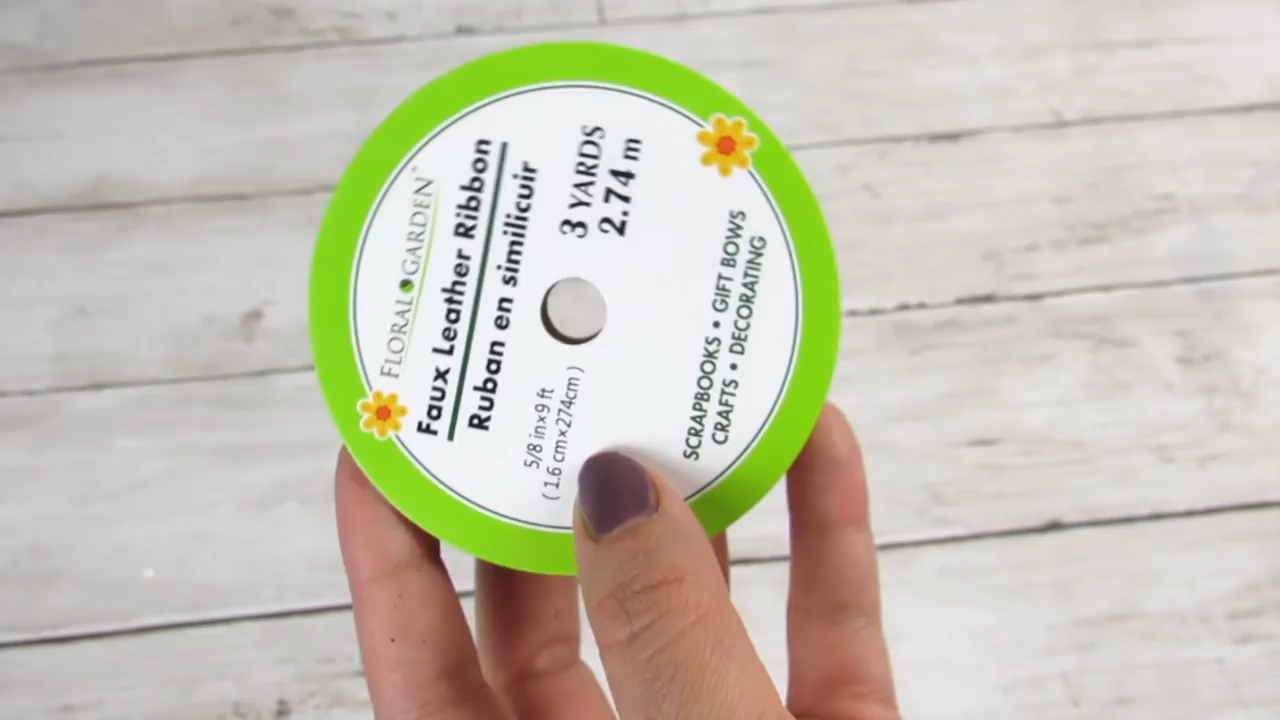 FLORAL GARDEN™
Faux Leather Ribbon
Ruban en similicuir
3 YARDS
2.74 m
5/8 in×9 ft
( 1.6 cm×274cm )
SCRAPBOOKS • GIFT BOWS
CRAFTS • DECORATING